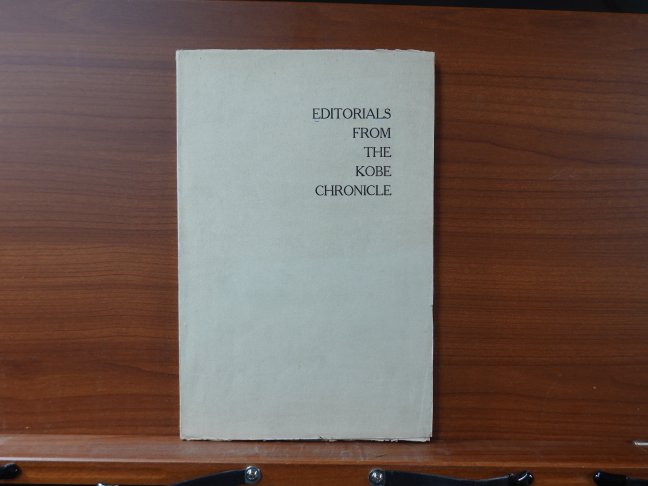 EDITORIALS
FROM
THE
KOBE
CHRONICLE